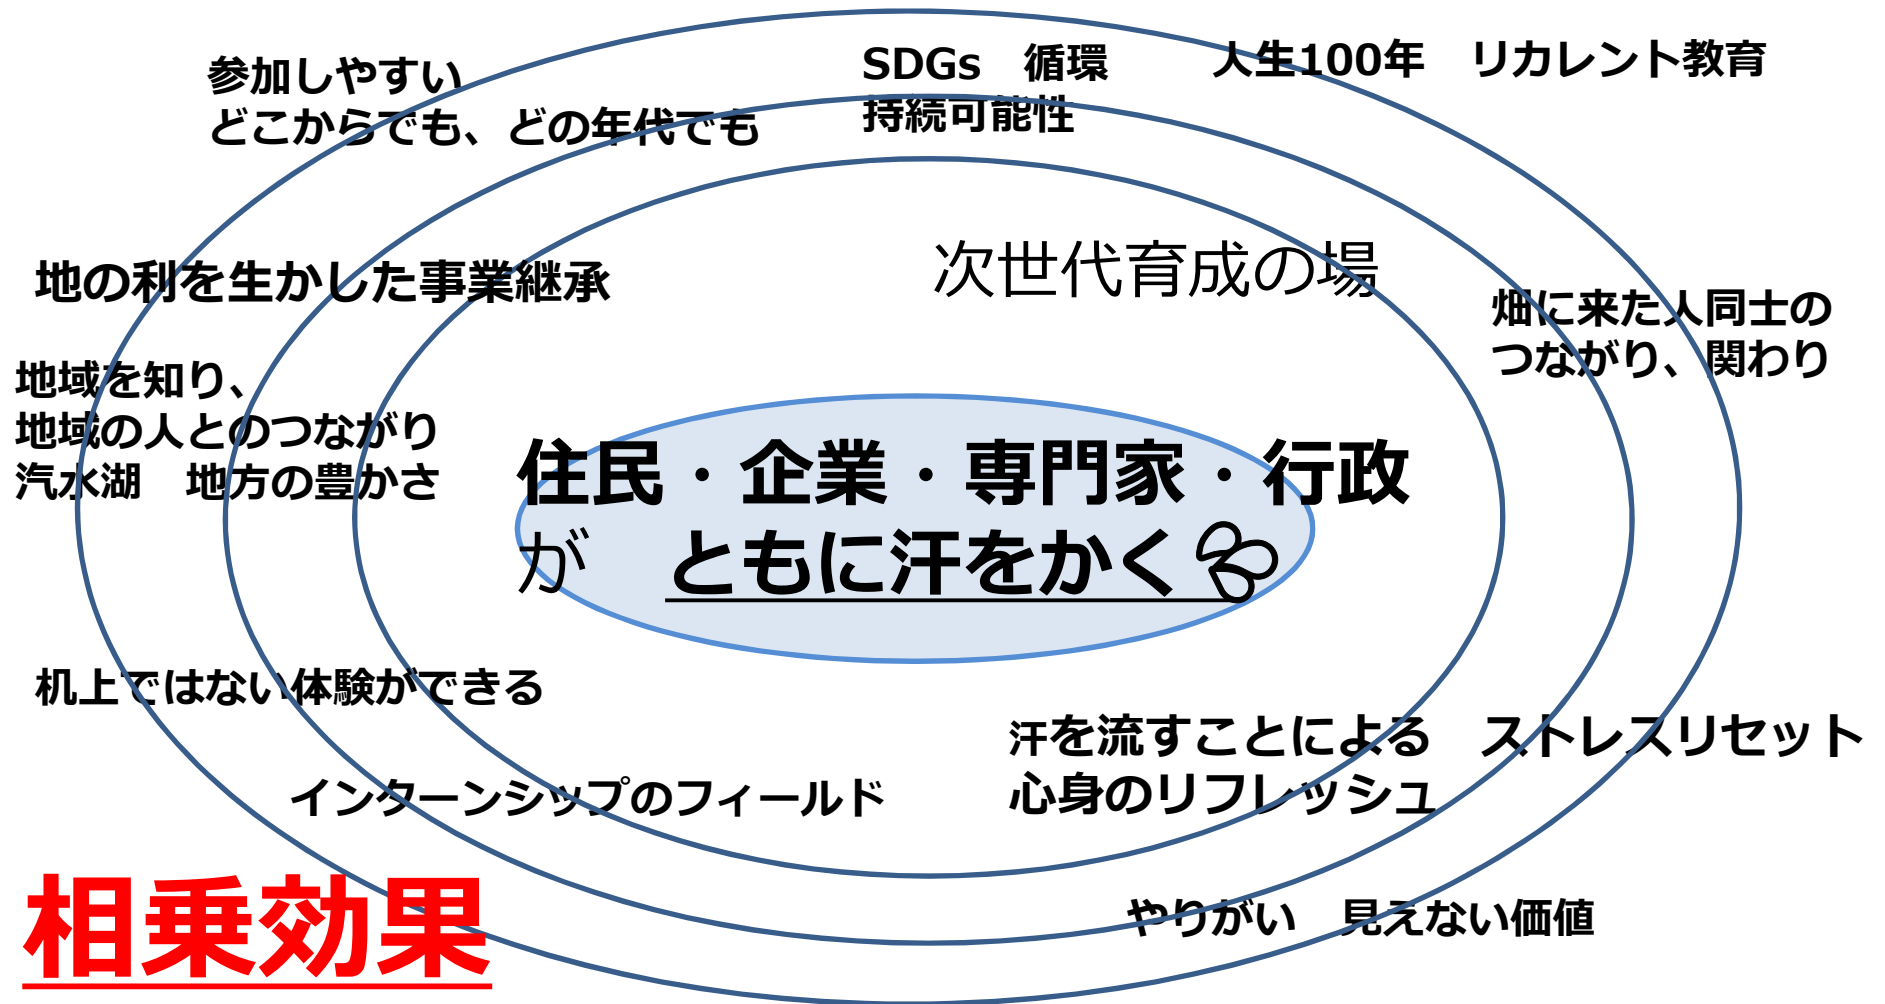 参加しやすい
どこからでも、どの年代でも
SDGs　循環
持続可能性
人生100年　リカレント教育
地の利を生かした事業継承
次世代育成の場
畑に来た人同士の
つながり、関わり
地域を知り、
地域の人とのつながり
汽水湖　地方の豊かさ
住民・企業・専門家・行政
が　ともに汗をかく
机上ではない体験ができる
汗を流すことによる　ストレスリセット
心身のリフレッシュ
インターンシップのフィールド
相乗効果
やりがい　見えない価値